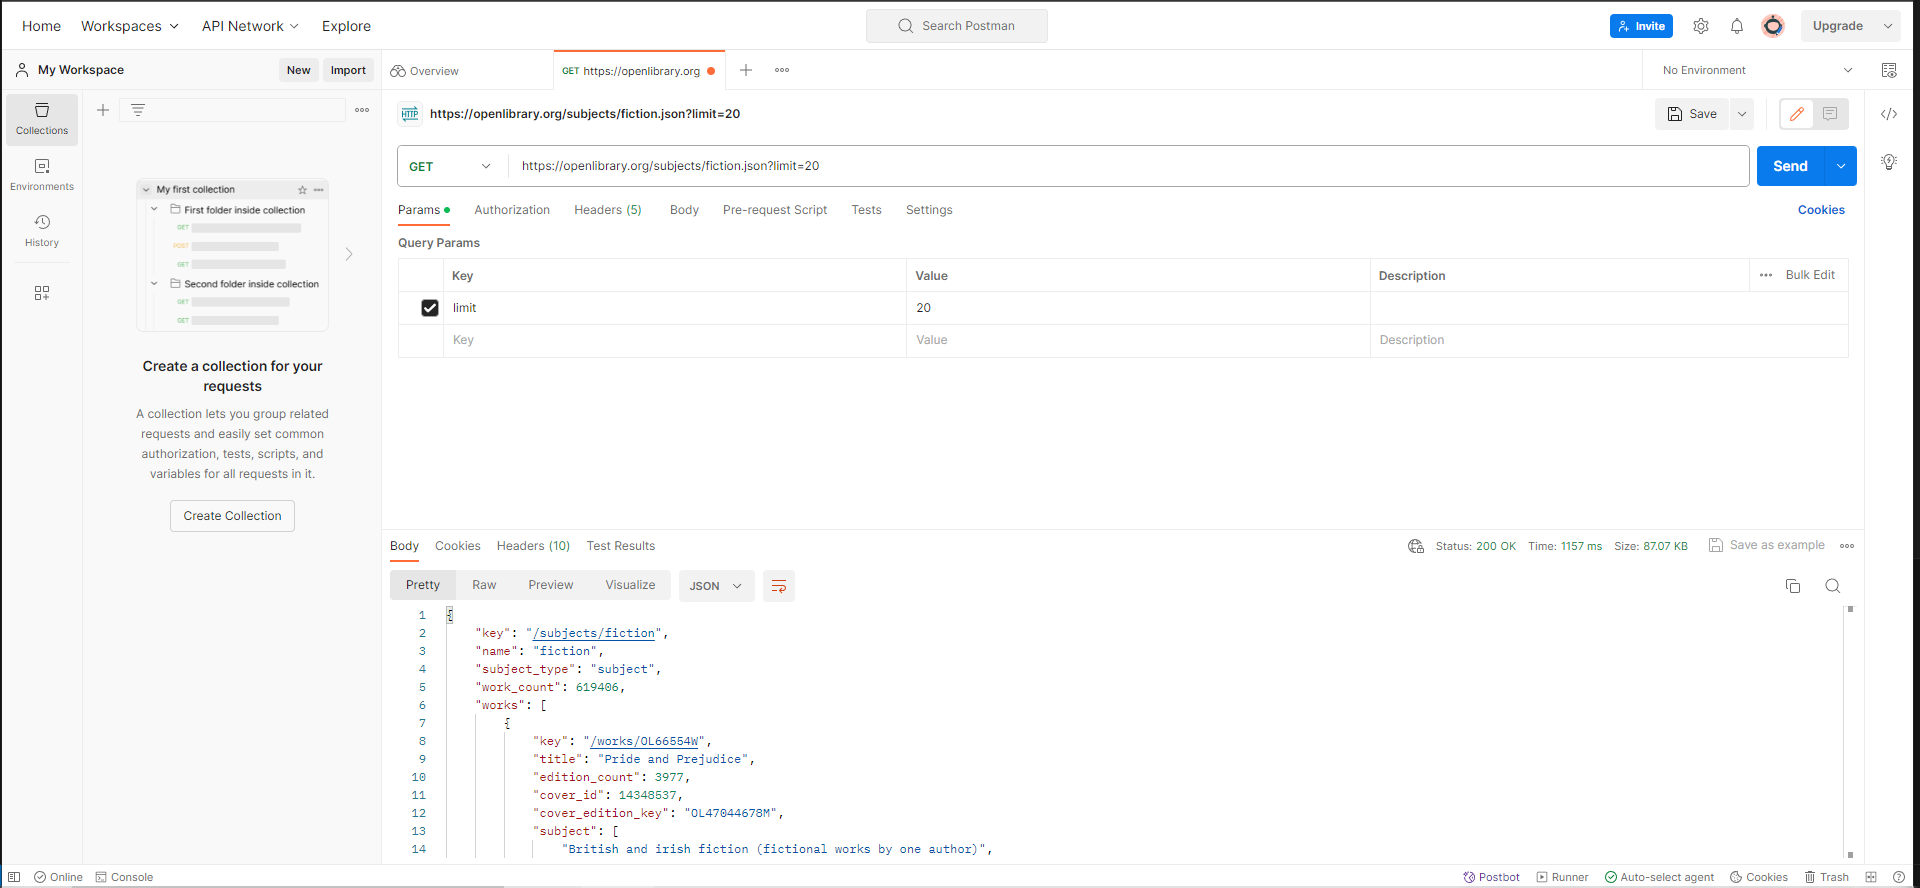 Home Workspaces API Network Explore Search Postman Invite Upgrade
My Workspace New Import Overview GET https://openlibrary.org No Environment
Collections
Environments
History
My first collection
First folder inside collection
GET
POST
GET
Second folder inside collection
GET
GET
Create a collection for your
requests
A collection lets you group related
requests and easily set common
authorization, tests, scripts, and
variables for all requests in it.
Create Collection
HTTP https://openlibrary.org/subjects/fiction.json?limit=20 Save
GET https://openlibrary.org/subjects/fiction.json?limit=20 Send
Params Authorization Headers (5) Body Pre-request Script Tests Settings Cookies
Query Params
Key Value Description Bulk Edit
limit 20
Key Value Description
Body Cookies Headers (10) Test Results Status: 200 OK Time: 1157 ms Size: 87.07 KB Save as example
Pretty Raw Preview Visualize JSON
1 {
2 "key": "/subjects/fiction",
3 "name": "fiction",
4 "subject_type": "subject",
5 "work_count": 619406,
6 "works": [
7 {
8 "key": "/works/OL66554W",
9 "title": "Pride and Prejudice",
10 "edition_count": 3977,
11 "cover_id": 14348537,
12 "cover_edition_key": "OL47044678M",
13 "subject": [
14 "British and irish fiction (fictional works by one author)",
Online Console Postbot Runner Auto-select agent Cookies Trash